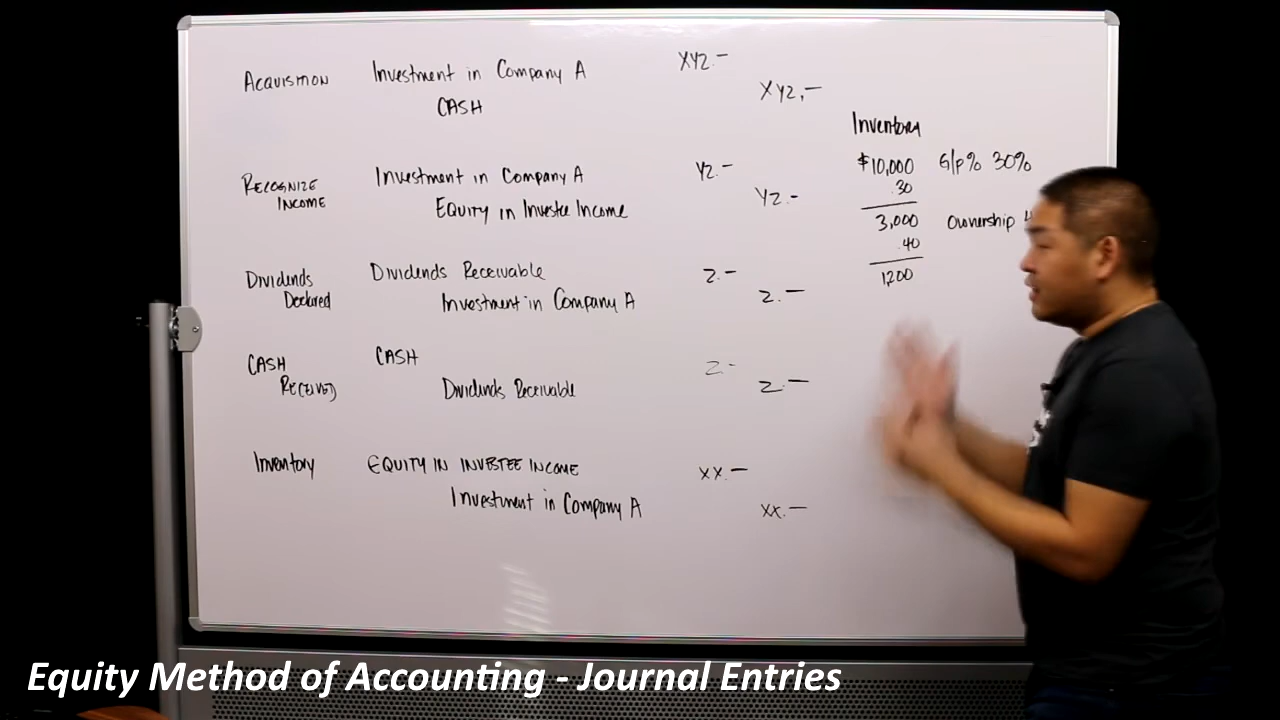 Acquisition Investment in Company A XYZ.—
CASH XYZ.—
Recognize Income Investment in Company A YZ.—
Equity in Investee Income YZ.-
Dividends Declared Dividends Receivable Z.—
Investment in Company A Z.—
Cash Received CASH Z.-
Dividends Receivable Z.—
Inventory EQUITY IN INVESTEE INCOME XX.—
Investment in Company A XX.—
Inventory
$10,000 G/P% 30%
.30
3,000 Ownership
.40
1,200
Equity Method of Accounting - Journal Entries